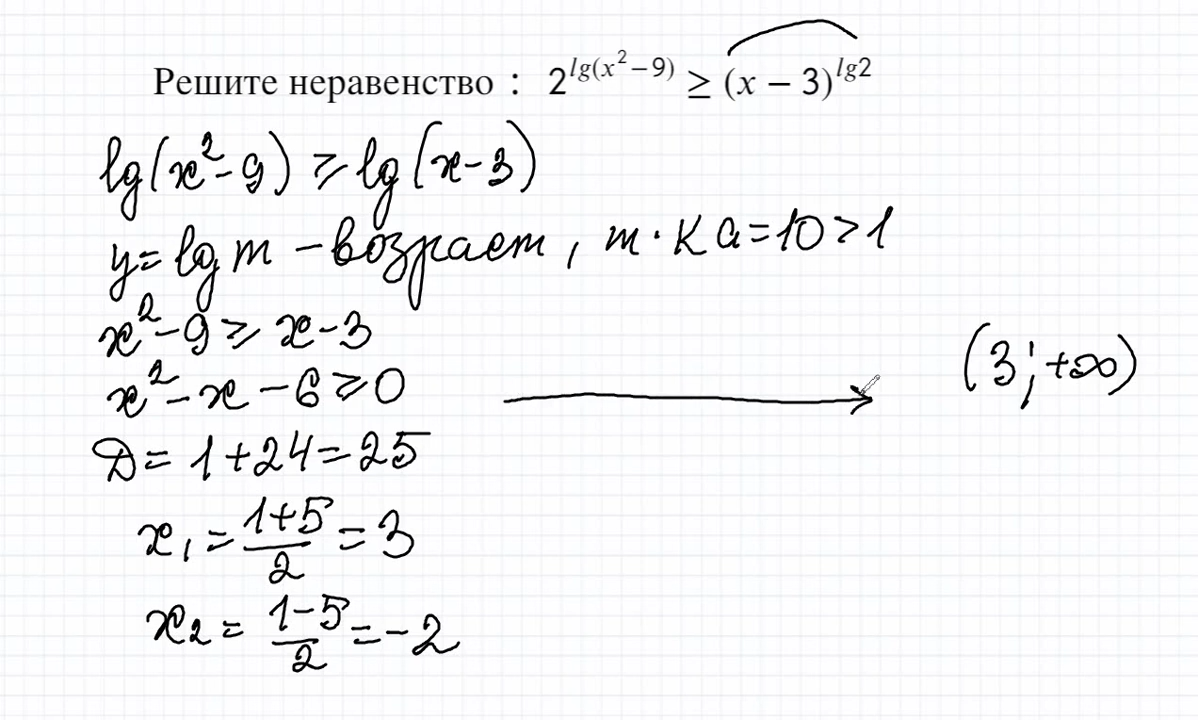 Решите неравенство : 2^{lg(x²−9)} ≥ (x − 3)^{lg2}
lg(x²-9) ≥ lg(x-3)
y = lg m - возраст, т.к a=10>1
x²-9 ≥ x-3
x²-x-6 ≥ 0
(3; +∞)
D = 1+24=25
x₁ = (1+5)/2 = 3
x₂ = (1-5)/2 = -2